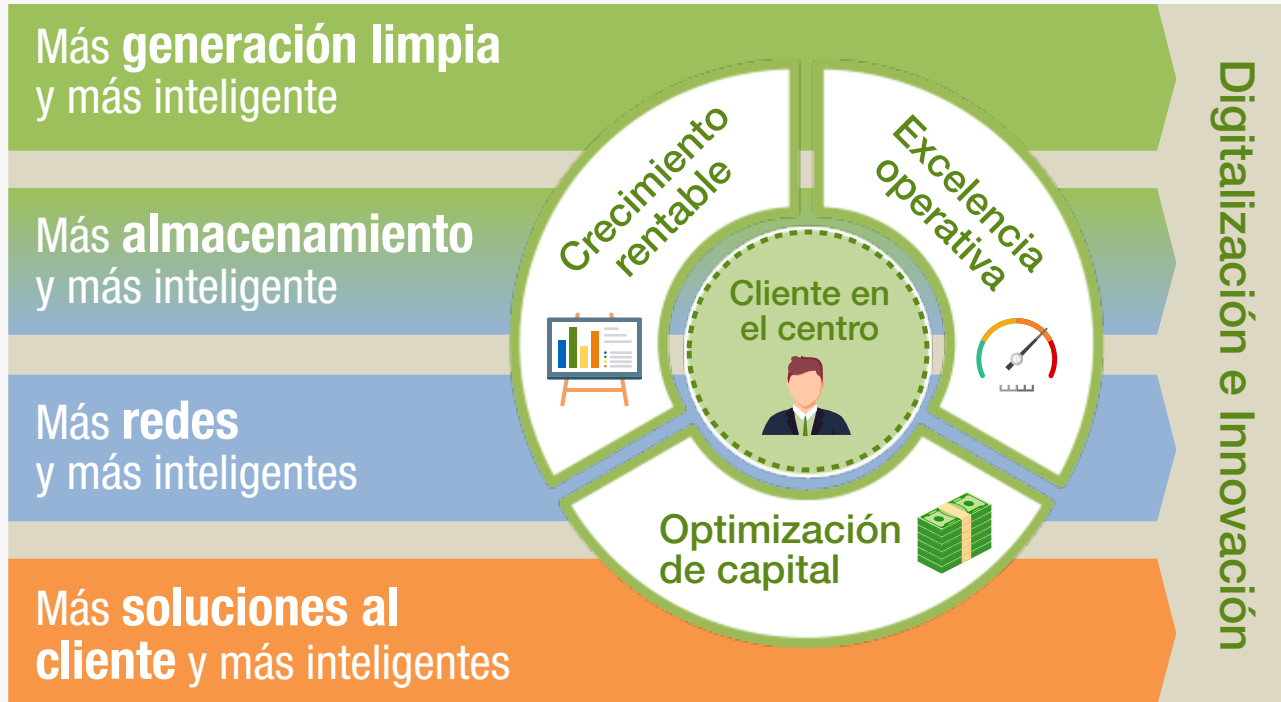 Más generación limpia
y más inteligente
Más almacenamiento
y más inteligente
Más redes
y más inteligentes
Más soluciones al
cliente y más inteligentes
Crecimiento
rentable
Excelencia
operativa
Cliente en
el centro
Optimización
de capital
Digitalización e Innovación